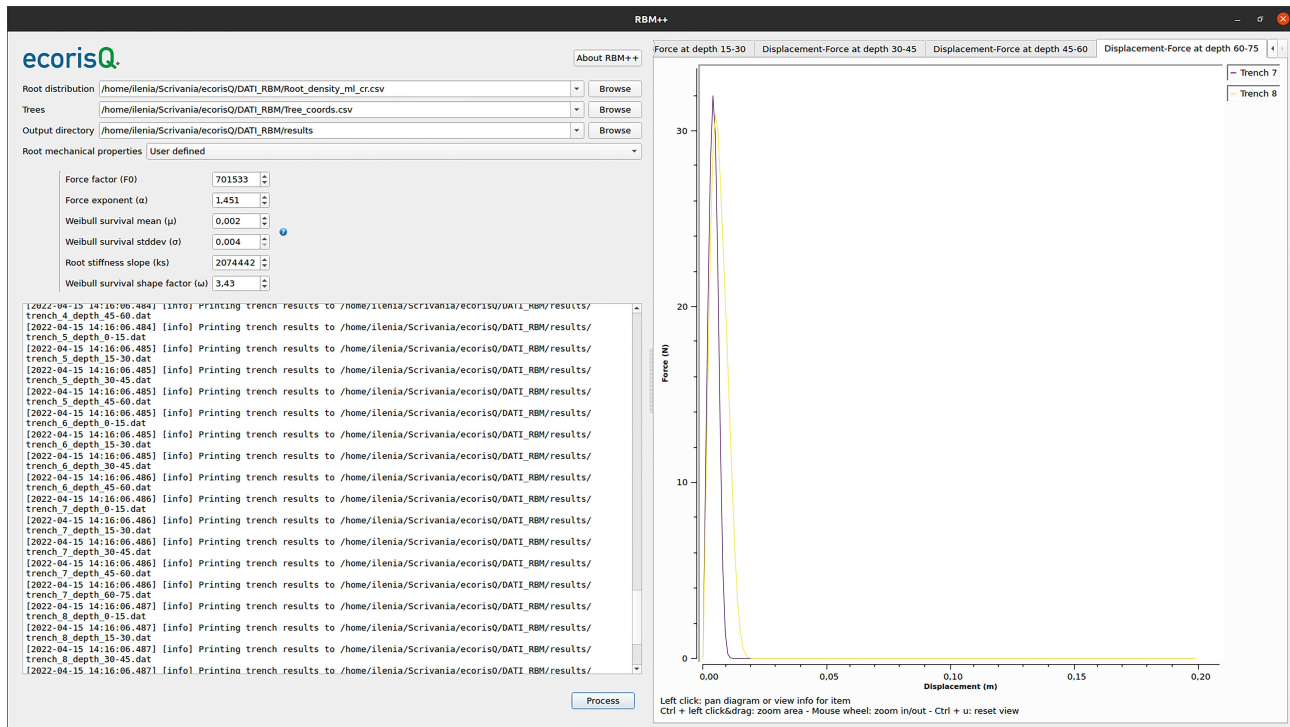 RBM++
ecorisQ
About RBM++
Root distribution /home/ilenia/Scrivania/ecorisQ/DATI_RBM/Root_density_ml_cr.csv Browse
Trees /home/ilenia/Scrivania/ecorisQ/DATI_RBM/Tree_coords.csv Browse
Output directory /home/ilenia/Scrivania/ecorisQ/DATI_RBM/results Browse
Root mechanical properties User defined
Force factor (F0) 701533
Force exponent (α) 1,451
Weibull survival mean (μ) 0,002
Weibull survival stddev (σ) 0,004
Root stiffness slope (ks) 2074442
Weibull survival shape factor (ω) 3,43
[2022-04-15 14:16:06.484] [info] Printing trench results to /home/ilenia/Scrivania/ecorisQ/DATI_RBM/results/
trench_4_depth_45-60.dat
[2022-04-15 14:16:06.484] [info] Printing trench results to /home/ilenia/Scrivania/ecorisQ/DATI_RBM/results/
trench_5_depth_0-15.dat
[2022-04-15 14:16:06.485] [info] Printing trench results to /home/ilenia/Scrivania/ecorisQ/DATI_RBM/results/
trench_5_depth_15-30.dat
[2022-04-15 14:16:06.485] [info] Printing trench results to /home/ilenia/Scrivania/ecorisQ/DATI_RBM/results/
trench_5_depth_30-45.dat
[2022-04-15 14:16:06.485] [info] Printing trench results to /home/ilenia/Scrivania/ecorisQ/DATI_RBM/results/
trench_5_depth_45-60.dat
[2022-04-15 14:16:06.485] [info] Printing trench results to /home/ilenia/Scrivania/ecorisQ/DATI_RBM/results/
trench_6_depth_0-15.dat
[2022-04-15 14:16:06.485] [info] Printing trench results to /home/ilenia/Scrivania/ecorisQ/DATI_RBM/results/
trench_6_depth_15-30.dat
[2022-04-15 14:16:06.485] [info] Printing trench results to /home/ilenia/Scrivania/ecorisQ/DATI_RBM/results/
trench_6_depth_30-45.dat
[2022-04-15 14:16:06.486] [info] Printing trench results to /home/ilenia/Scrivania/ecorisQ/DATI_RBM/results/
trench_6_depth_45-60.dat
[2022-04-15 14:16:06.486] [info] Printing trench results to /home/ilenia/Scrivania/ecorisQ/DATI_RBM/results/
trench_7_depth_0-15.dat
[2022-04-15 14:16:06.486] [info] Printing trench results to /home/ilenia/Scrivania/ecorisQ/DATI_RBM/results/
trench_7_depth_15-30.dat
[2022-04-15 14:16:06.486] [info] Printing trench results to /home/ilenia/Scrivania/ecorisQ/DATI_RBM/results/
trench_7_depth_30-45.dat
[2022-04-15 14:16:06.486] [info] Printing trench results to /home/ilenia/Scrivania/ecorisQ/DATI_RBM/results/
trench_7_depth_45-60.dat
[2022-04-15 14:16:06.486] [info] Printing trench results to /home/ilenia/Scrivania/ecorisQ/DATI_RBM/results/
trench_7_depth_60-75.dat
[2022-04-15 14:16:06.487] [info] Printing trench results to /home/ilenia/Scrivania/ecorisQ/DATI_RBM/results/
trench_8_depth_0-15.dat
[2022-04-15 14:16:06.487] [info] Printing trench results to /home/ilenia/Scrivania/ecorisQ/DATI_RBM/results/
trench_8_depth_15-30.dat
[2022-04-15 14:16:06.487] [info] Printing trench results to /home/ilenia/Scrivania/ecorisQ/DATI_RBM/results/
trench_8_depth_30-45.dat
[2022-04-15 14:16:06.487] [info] Printing trench results to /home/ilenia/Scrivania/ecorisQ/DATI_RBM/results/
Process
Force at depth 15-30 Displacement-Force at depth 30-45 Displacement-Force at depth 45-60 Displacement-Force at depth 60-75
Trench 7
Trench 8
30
20
10
0
Force (N)
0,00 0,05 0,10 0,15 0,20
Displacement (m)
Left click: pan diagram or view info for item
Ctrl + left click&drag: zoom area - Mouse wheel: zoom in/out - Ctrl + u: reset view